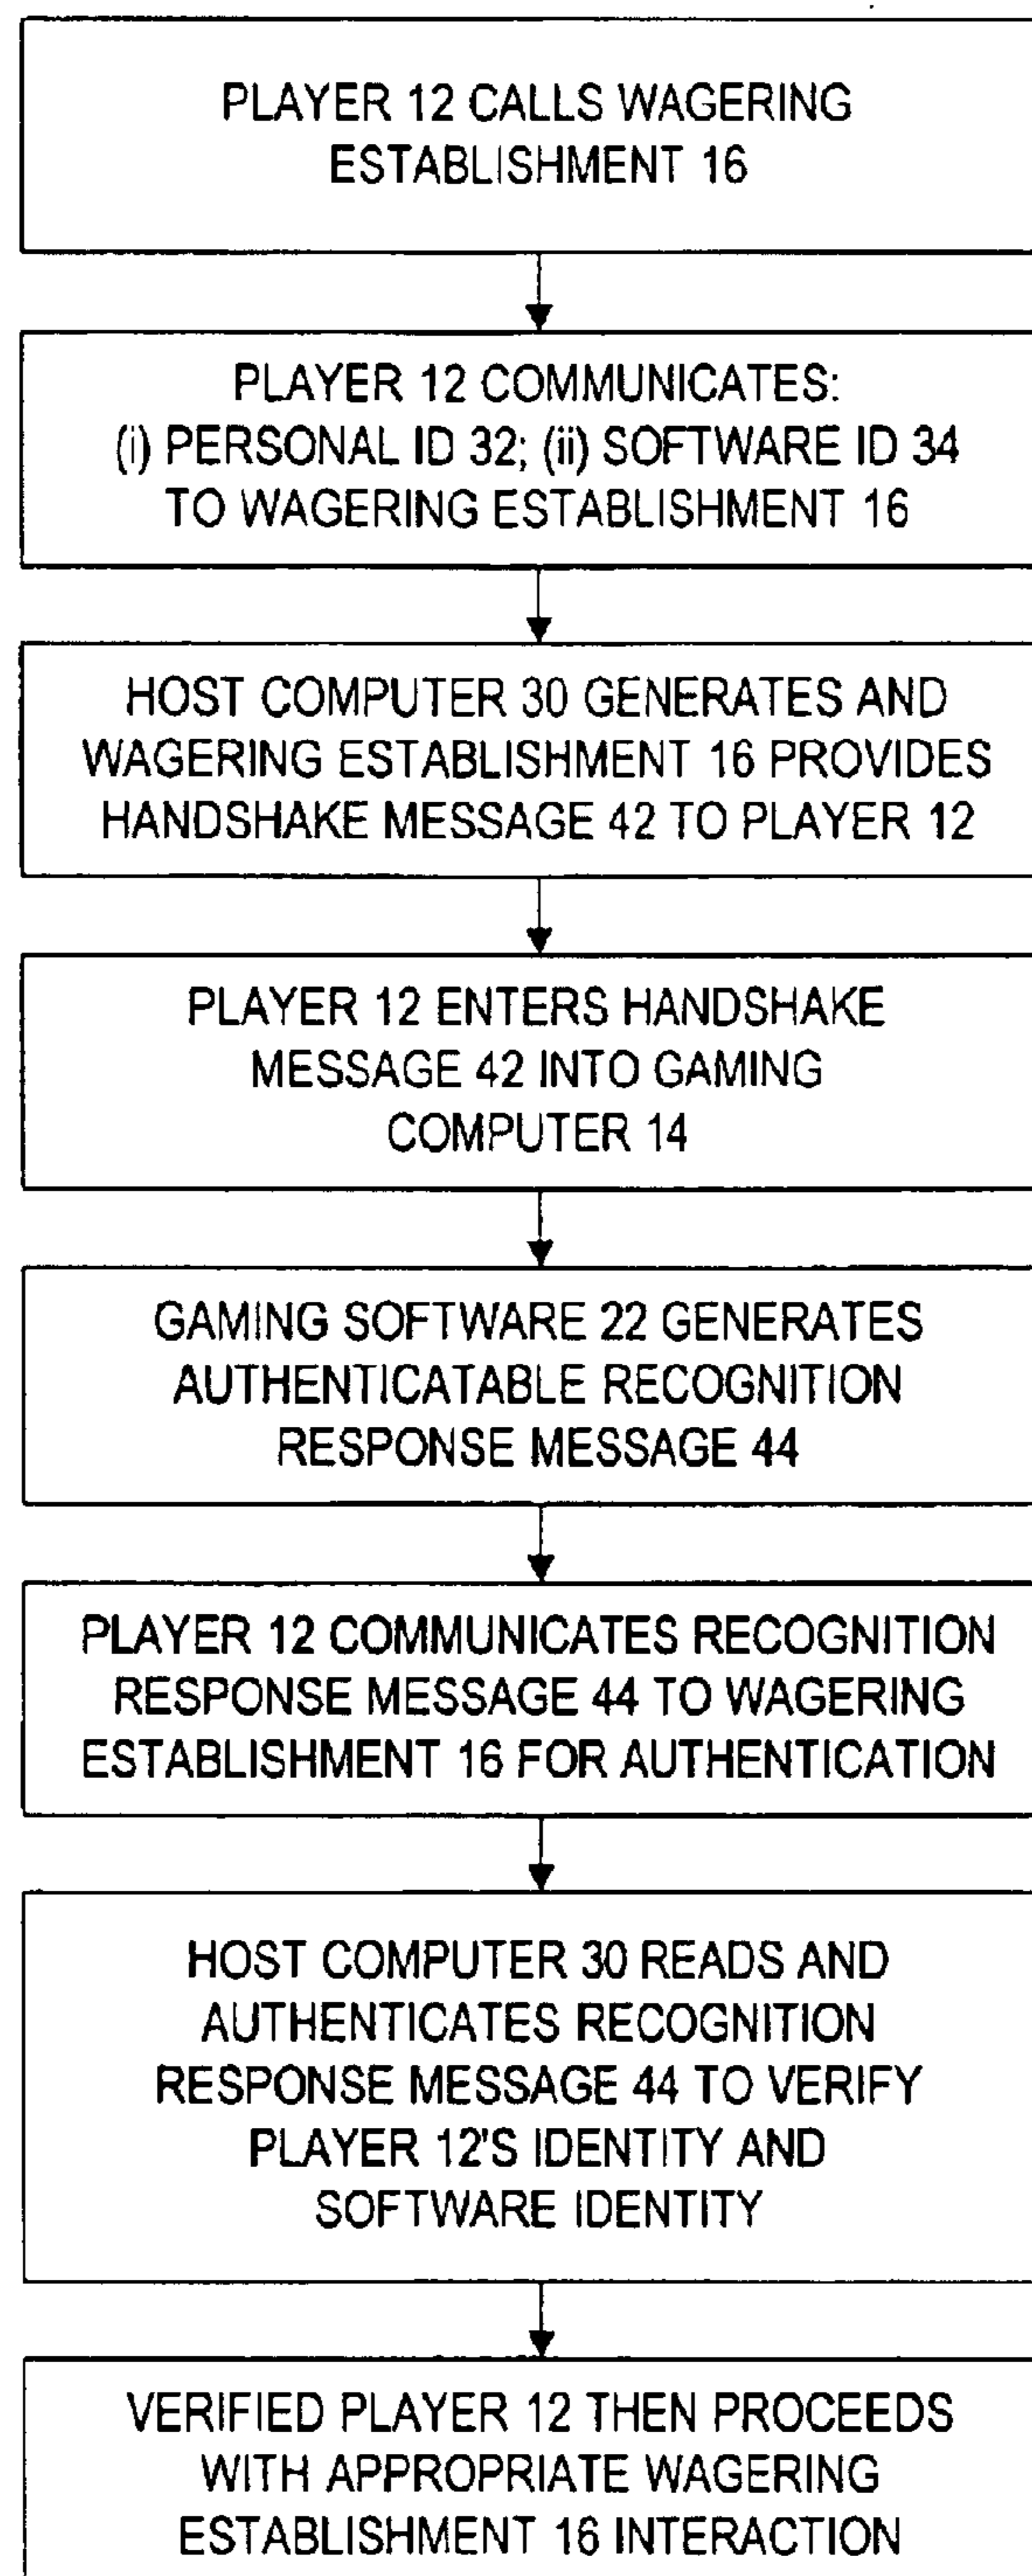 PLAYER 12 CALLS WAGERING
ESTABLISHMENT 16
PLAYER 12 COMMUNICATES:
(i) PERSONAL ID 32; (ii) SOFTWARE ID 34
TO WAGERING ESTABLISHMENT 16
HOST COMPUTER 30 GENERATES AND
WAGERING ESTABLISHMENT 16 PROVIDES
HANDSHAKE MESSAGE 42 TO PLAYER 12
PLAYER 12 ENTERS HANDSHAKE
MESSAGE 42 INTO GAMING
COMPUTER 14
GAMING SOFTWARE 22 GENERATES
AUTHENTICATABLE RECOGNITION
RESPONSE MESSAGE 44
PLAYER 12 COMMUNICATES RECOGNITION
RESPONSE MESSAGE 44 TO WAGERING
ESTABLISHMENT 16 FOR AUTHENTICATION
HOST COMPUTER 30 READS AND
AUTHENTICATES RECOGNITION
RESPONSE MESSAGE 44 TO VERIFY
PLAYER 12'S IDENTITY AND
SOFTWARE IDENTITY
VERIFIED PLAYER 12 THEN PROCEEDS
WITH APPROPRIATE WAGERING
ESTABLISHMENT 16 INTERACTION